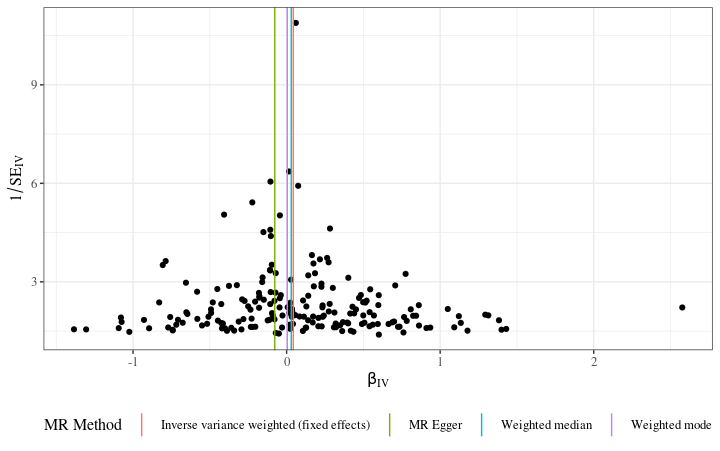 9
6
3
1/SE_IV
-1
0
1
2
β_IV
MR Method Inverse variance weighted (fixed effects) MR Egger Weighted median Weighted mode